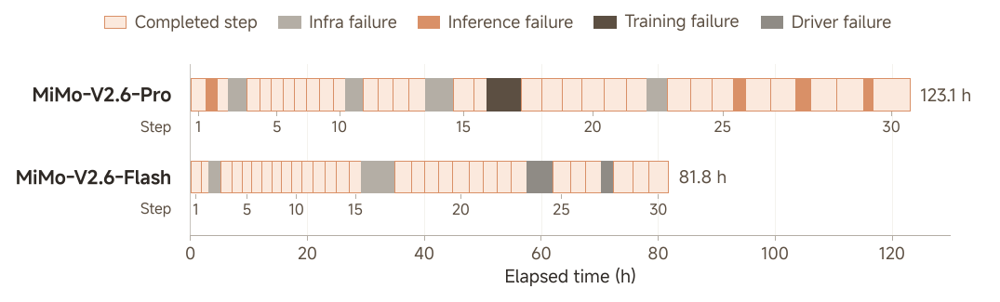 Completed step Infra failure Inference failure Training failure Driver failure
MiMo-V2.6-Pro 123.1 h
Step 1 5 10 15 20 25 30
MiMo-V2.6-Flash 81.8 h
Step 1 5 10 15 20 25 30
0 20 40 60 80 100 120
Elapsed time (h)